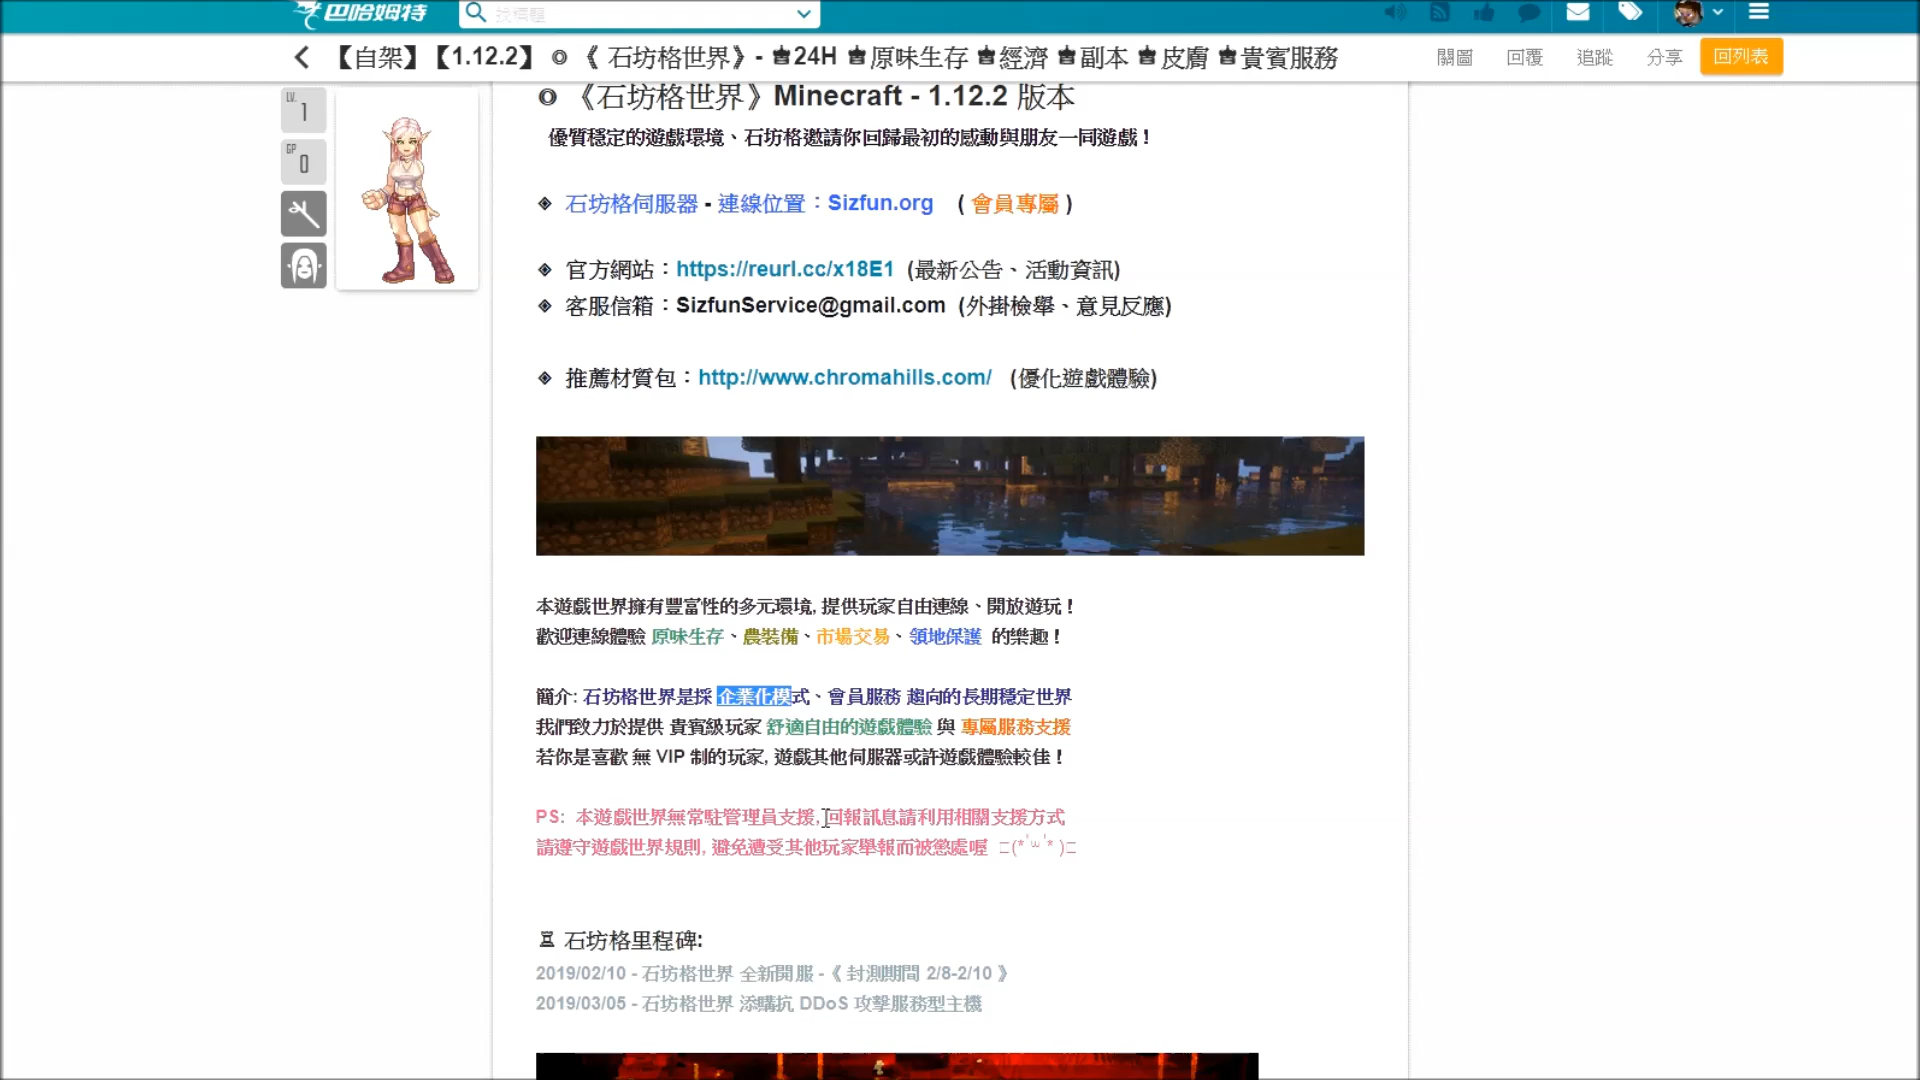 巴哈姆特
找標題
【自架】【1.12.2】 ◎ 《 石坊格世界》- ♚24H ♚原味生存 ♚經濟 ♚副本 ♚皮膚 ♚貴賓服務
開圖 回覆 追蹤 分享 回列表
LV. 1
GP 0
◎ 《石坊格世界》Minecraft - 1.12.2 版本
優質穩定的遊戲環境、石坊格邀請你回歸最初的感動與朋友一同遊戲！
◈ 石坊格伺服器 - 連線位置：Sizfun.org ( 會員專屬 )
◈ 官方網站：https://reurl.cc/x18E1 (最新公告、活動資訊)
◈ 客服信箱：SizfunService@gmail.com (外掛檢舉、意見反應)
◈ 推薦材質包：http://www.chromahills.com/ (優化遊戲體驗)
本遊戲世界擁有豐富性的多元環境, 提供玩家自由連線、開放遊玩！
歡迎連線體驗 原味生存、農裝備、市場交易、領地保護 的樂趣！
簡介: 石坊格世界是採 企業化模式、會員服務 趨向的長期穩定世界
我們致力於提供 貴賓級玩家 舒適自由的遊戲體驗 與 專屬服務支援
若你是喜歡 無 VIP 制的玩家, 遊戲其他伺服器或許遊戲體驗較佳！
PS: 本遊戲世界無常駐管理員支援, 回報訊息請利用相關支援方式
請遵守遊戲世界規則, 避免遭受其他玩家舉報而被懲處喔 ㄈ(*'ω'* )ㄈ
♖ 石坊格里程碑:
2019/02/10 - 石坊格世界 全新開服 -《 封測期間 2/8-2/10 》
2019/03/05 - 石坊格世界 添購抗 DDoS 攻擊服務型主機